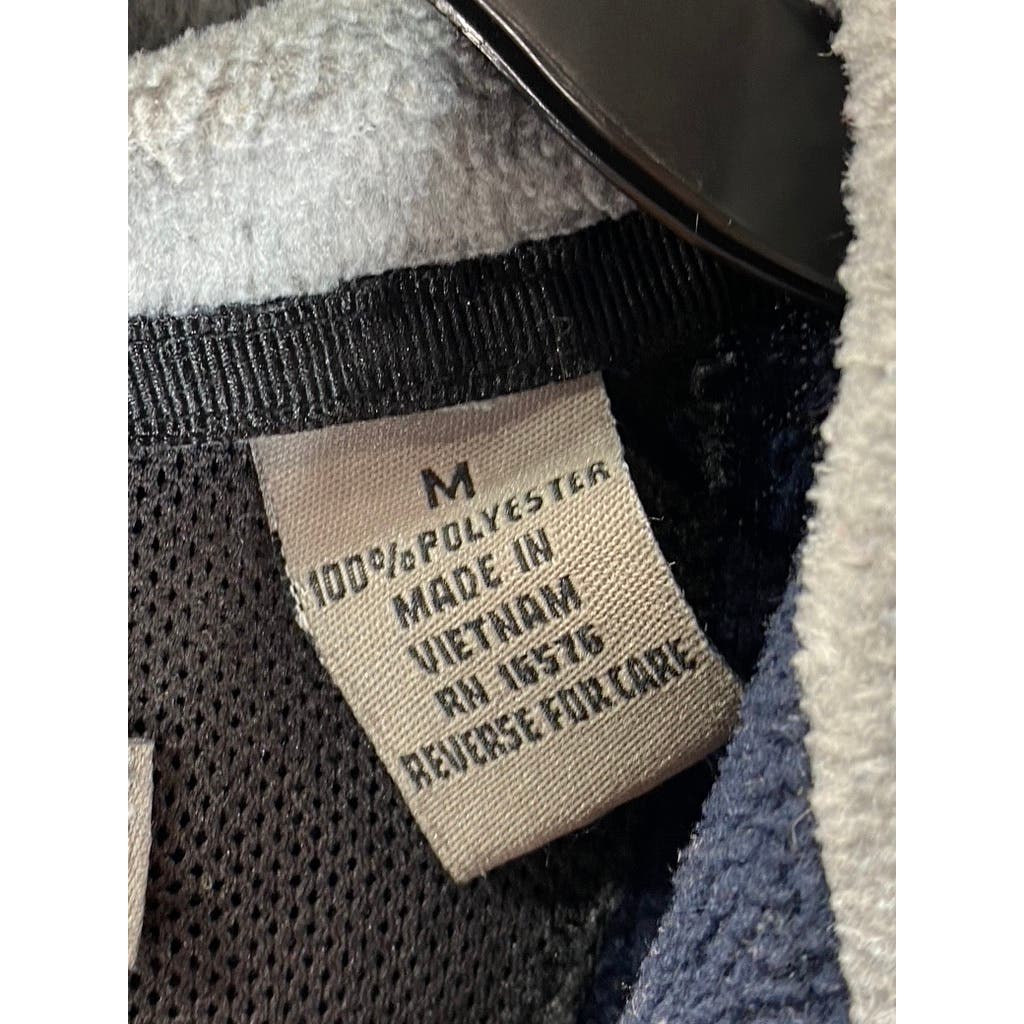 M
100% POLYESTER
MADE IN
VIETNAM
RN 16576
REVERSE FOR CARE